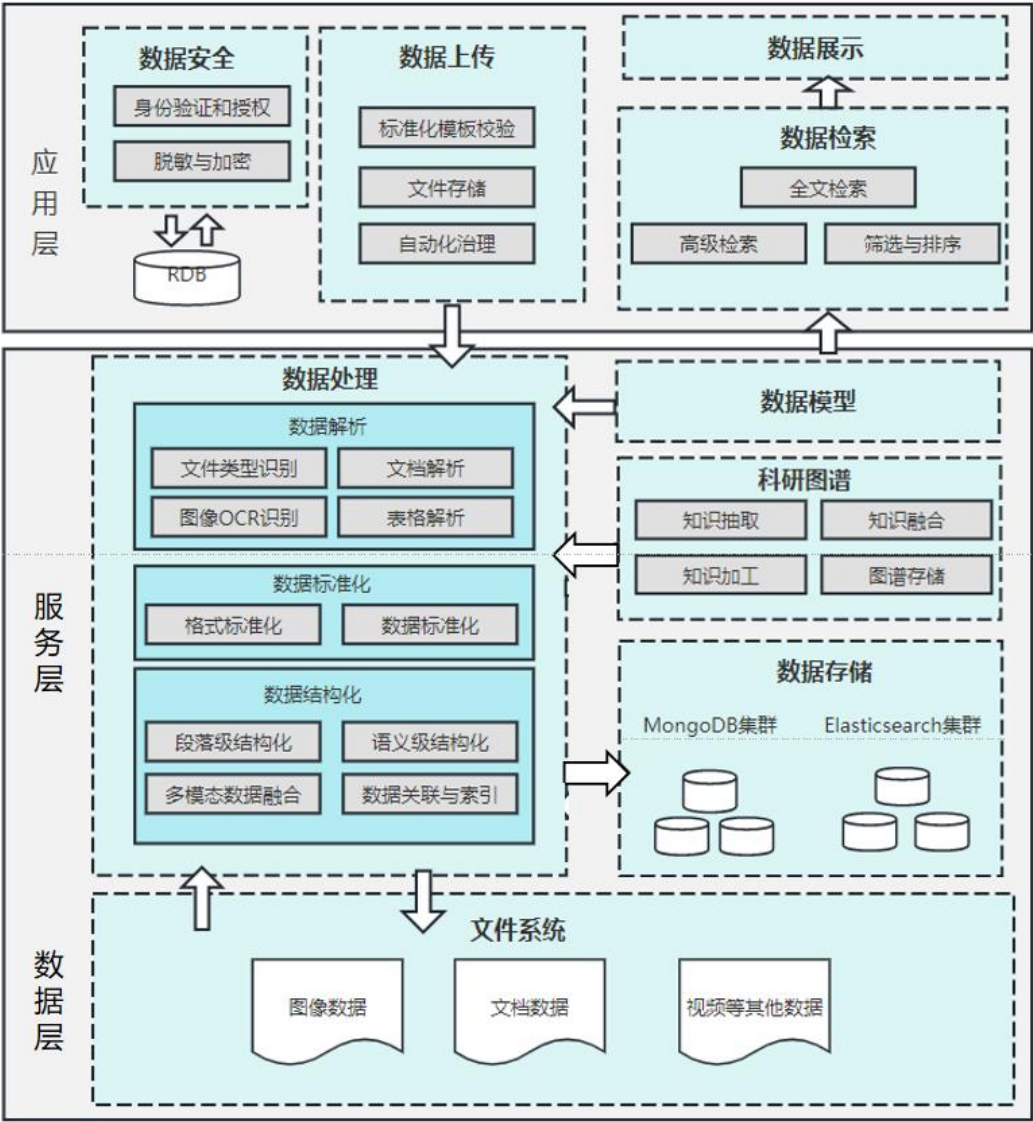 应用层
数据安全
身份验证和授权
脱敏与加密
RDB
数据上传
标准化模板校验
文件存储
自动化治理
数据展示
数据检索
全文检索
高级检索
筛选与排序
服务层
数据处理
数据解析
文件类型识别
文档解析
图像OCR识别
表格解析
数据标准化
格式标准化
数据标准化
数据结构化
段落级结构化
语义级结构化
多模态数据融合
数据关联与索引
数据模型
科研图谱
知识抽取
知识融合
知识加工
图谱存储
数据存储
MongoDB集群
Elasticsearch集群
数据层
文件系统
图像数据
文档数据
视频等其他数据